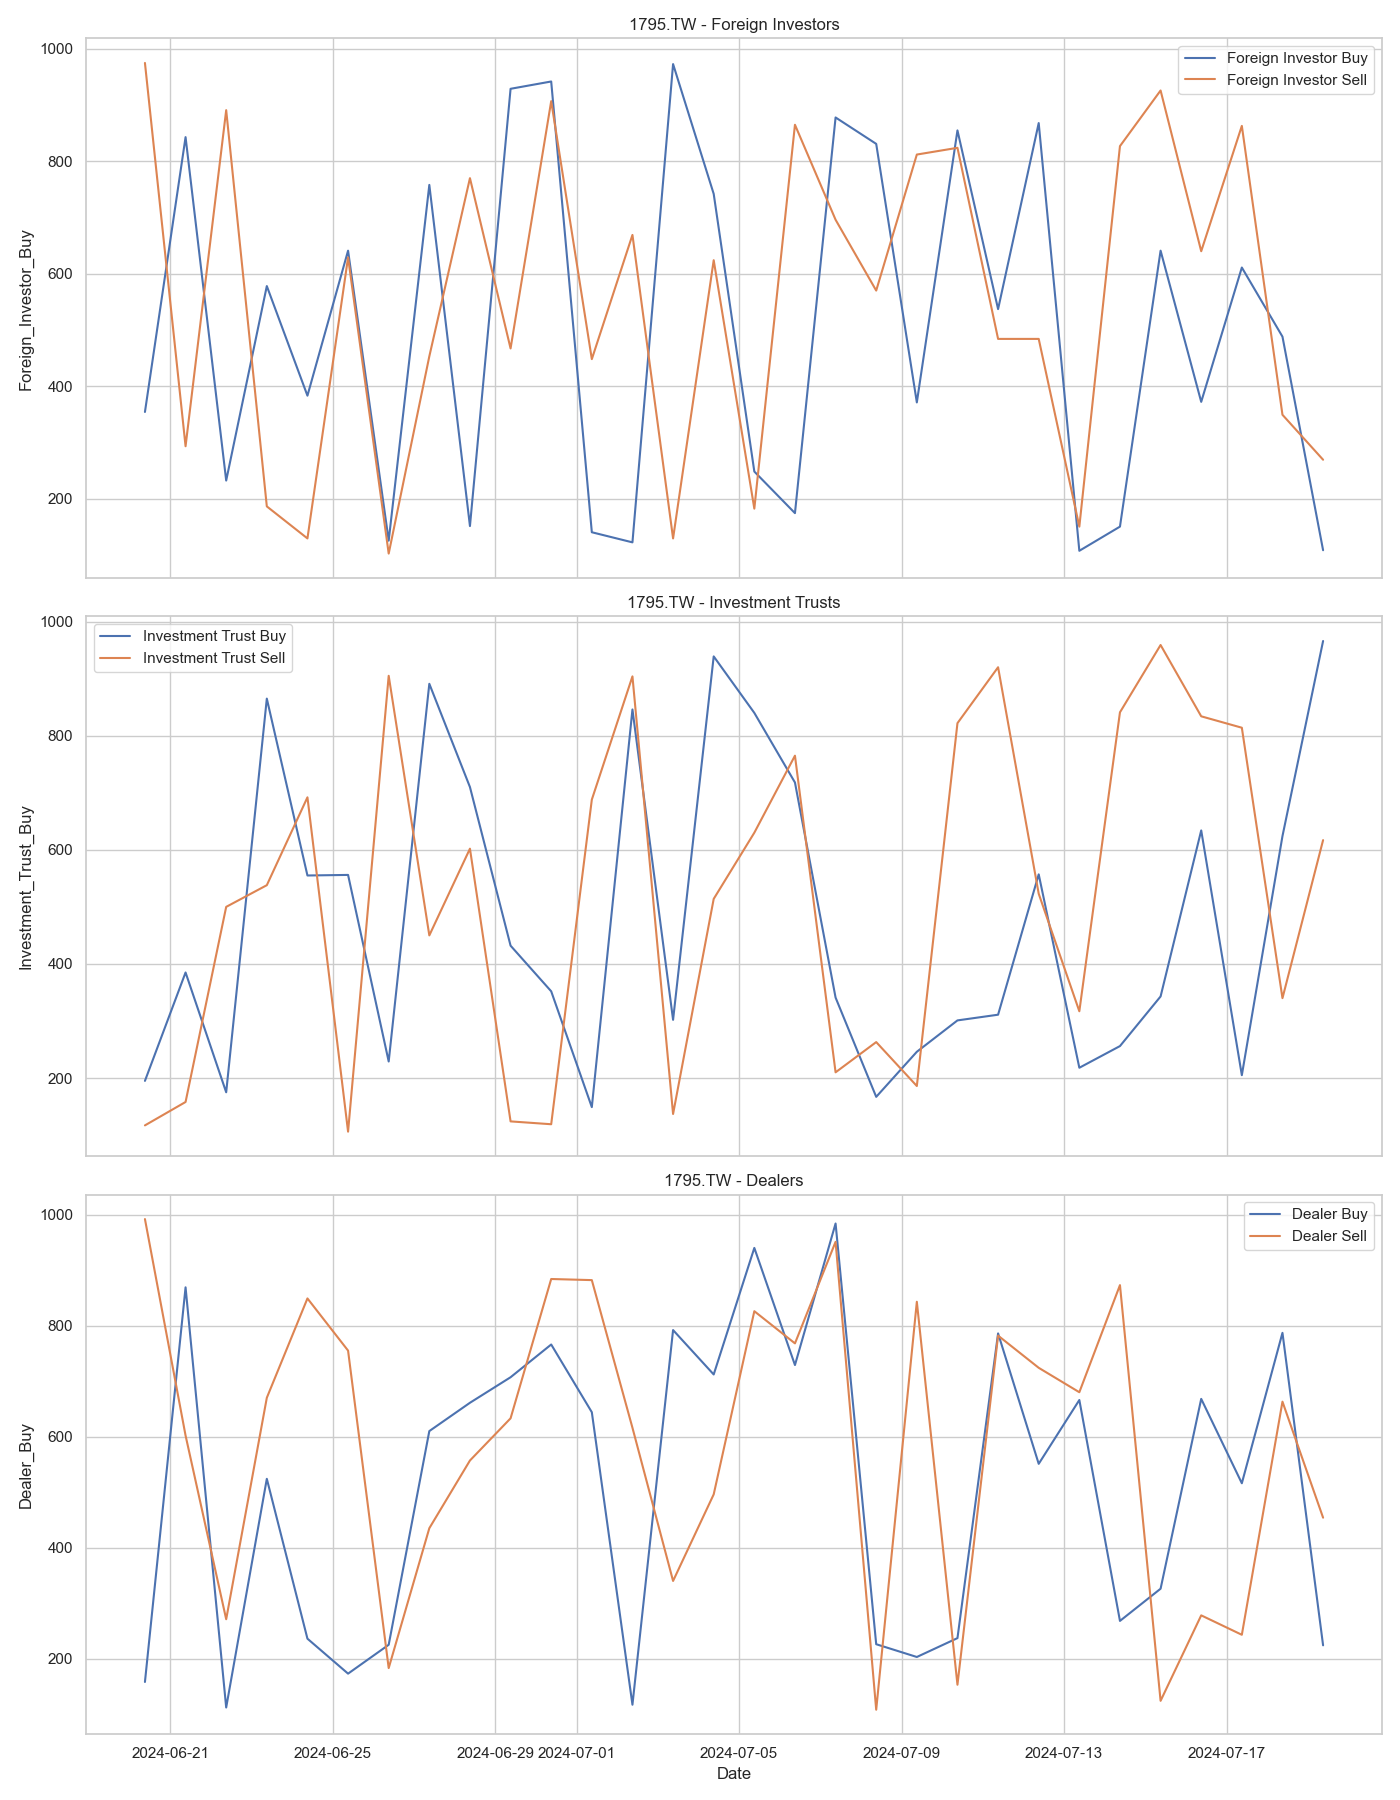 1795.TW - Foreign Investors
Foreign Investor Buy
Foreign Investor Sell
Foreign_Investor_Buy
1000
800
600
400
200
1795.TW - Investment Trusts
Investment Trust Buy
Investment Trust Sell
Investment_Trust_Buy
1000
800
600
400
200
1795.TW - Dealers
Dealer Buy
Dealer Sell
Dealer_Buy
1000
800
600
400
200
2024-06-21 2024-06-25 2024-06-29 2024-07-01 2024-07-05 2024-07-09 2024-07-13 2024-07-17
Date